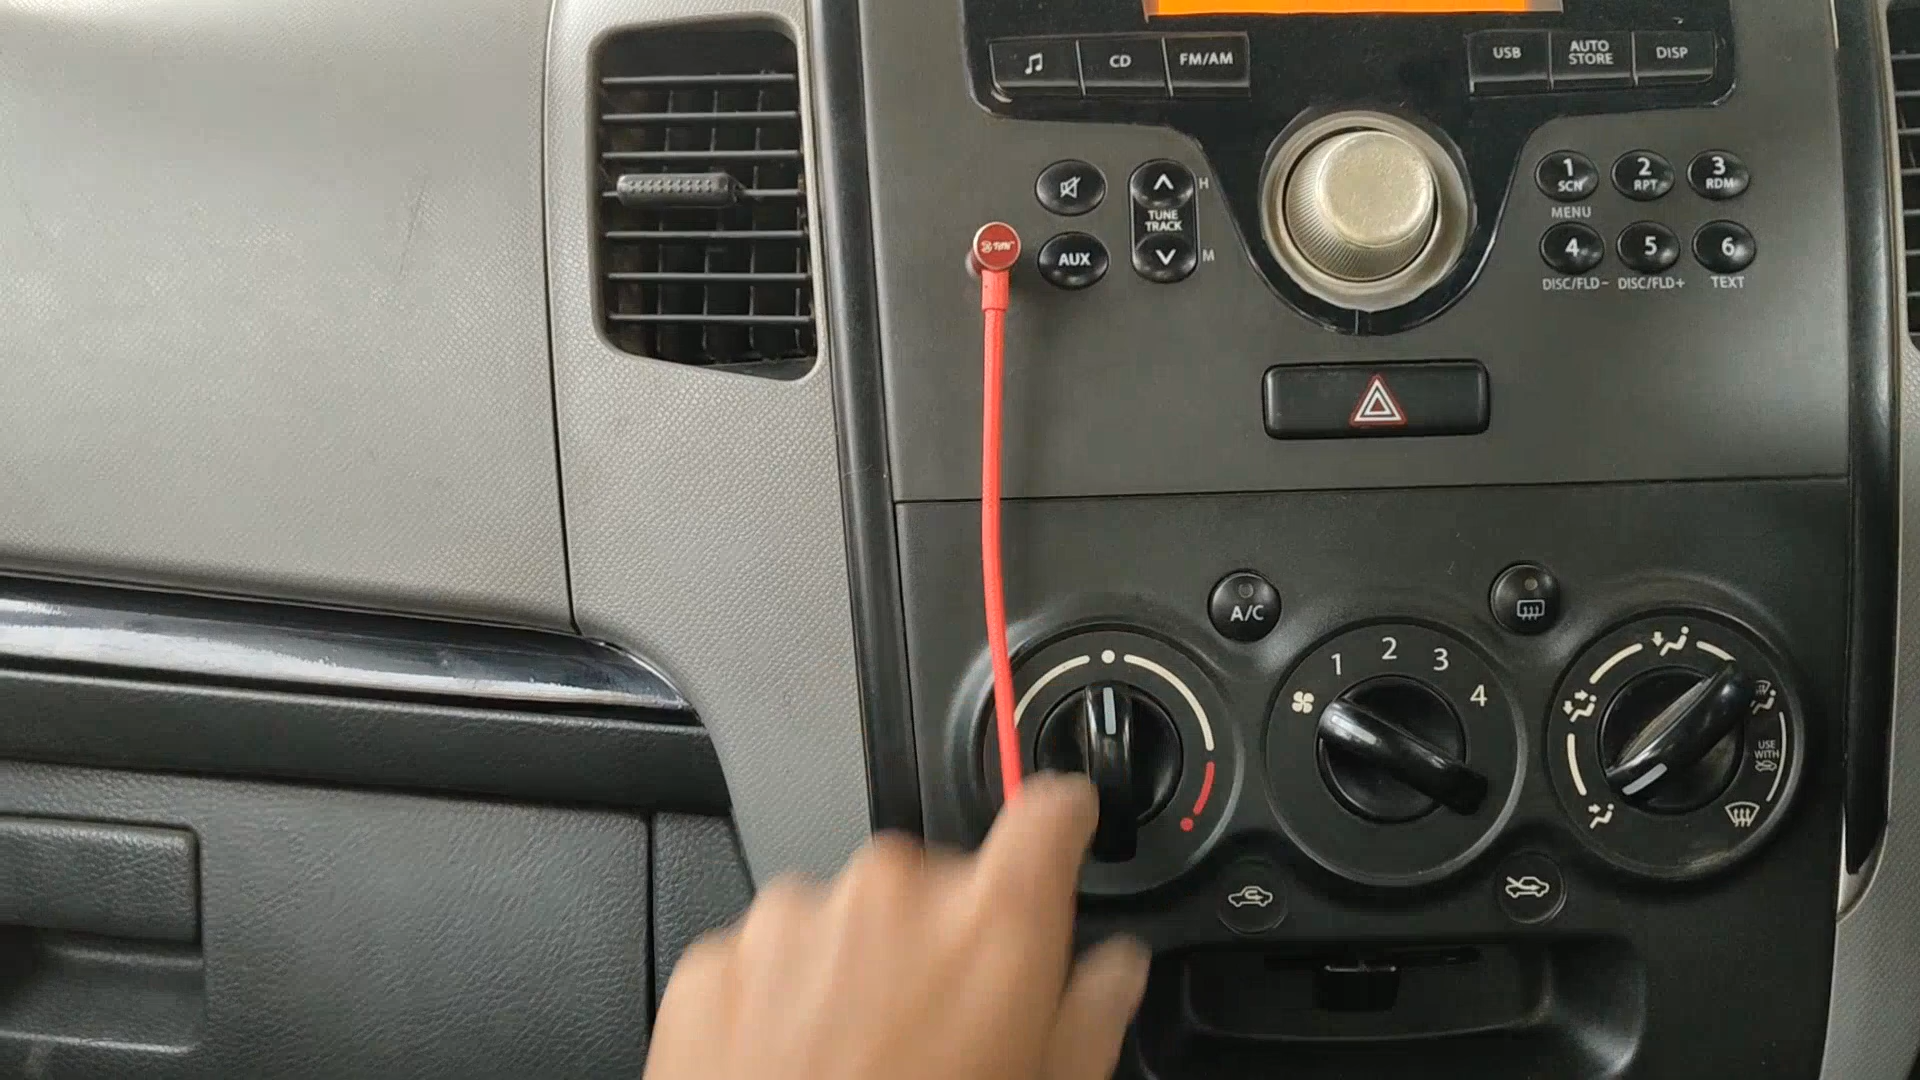 CD
FM/AM
USB
AUTO
STORE
DISP
1
SCN
2
RPT
3
RDM
MENU
H
TUNE
TRACK
M
AUX
4
5
6
DISC/FLD-
DISC/FLD+
TEXT
A/C
1
2
3
4
USE
WITH